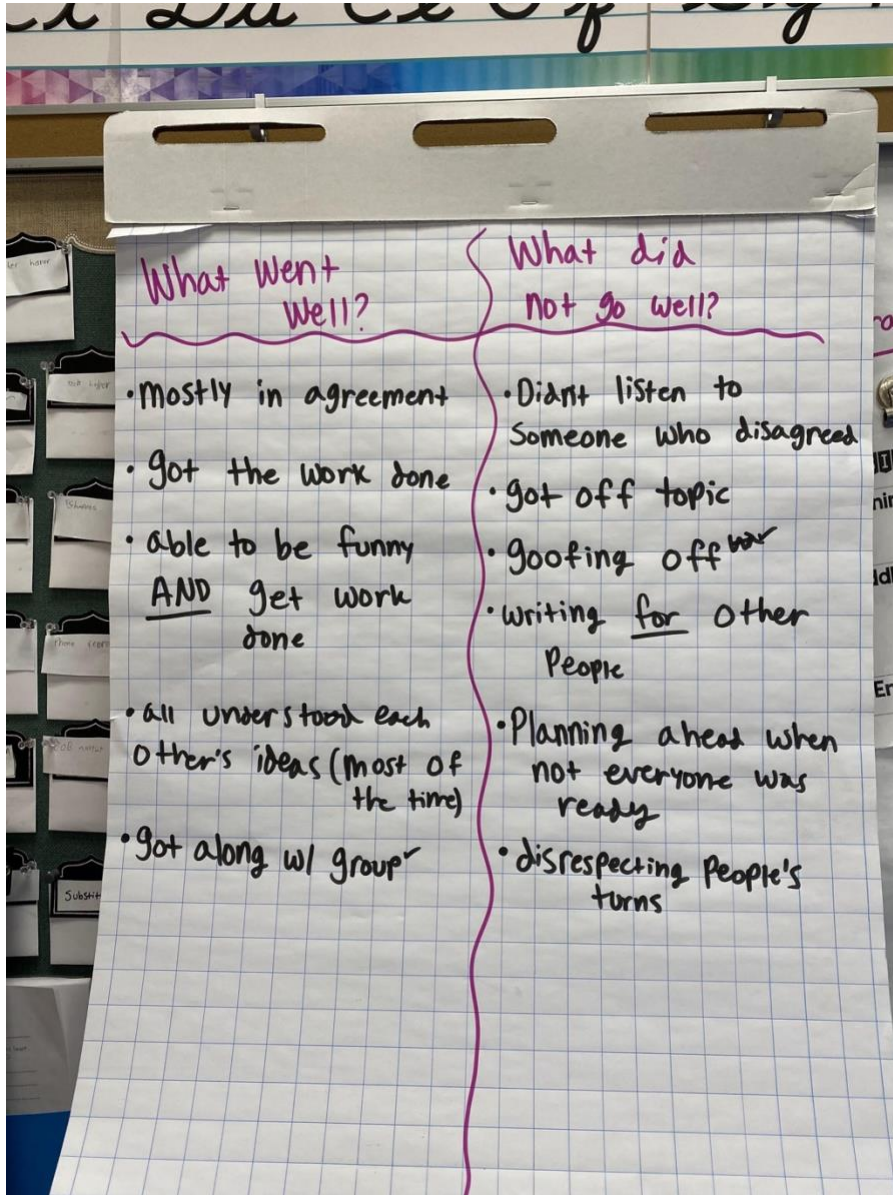 What went
Well?
• mostly in agreement
• got the work done
• able to be funny
AND get work
done
• all understood each
other's ideas (most of
the time)
• got along w/ group
What did
not go well?
• Didn't listen to
Someone who disagreed
• got off topic
• goofing off
• writing for other
People
• Planning ahead when
not everyone was
ready
• disrespecting People's
turns
Substit